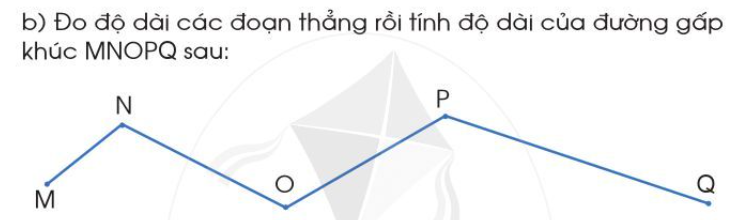 b) Đo độ dài các đoạn thẳng rồi tính độ dài của đường gấp
khúc MNOPQ sau:
P
N
O
Q
M